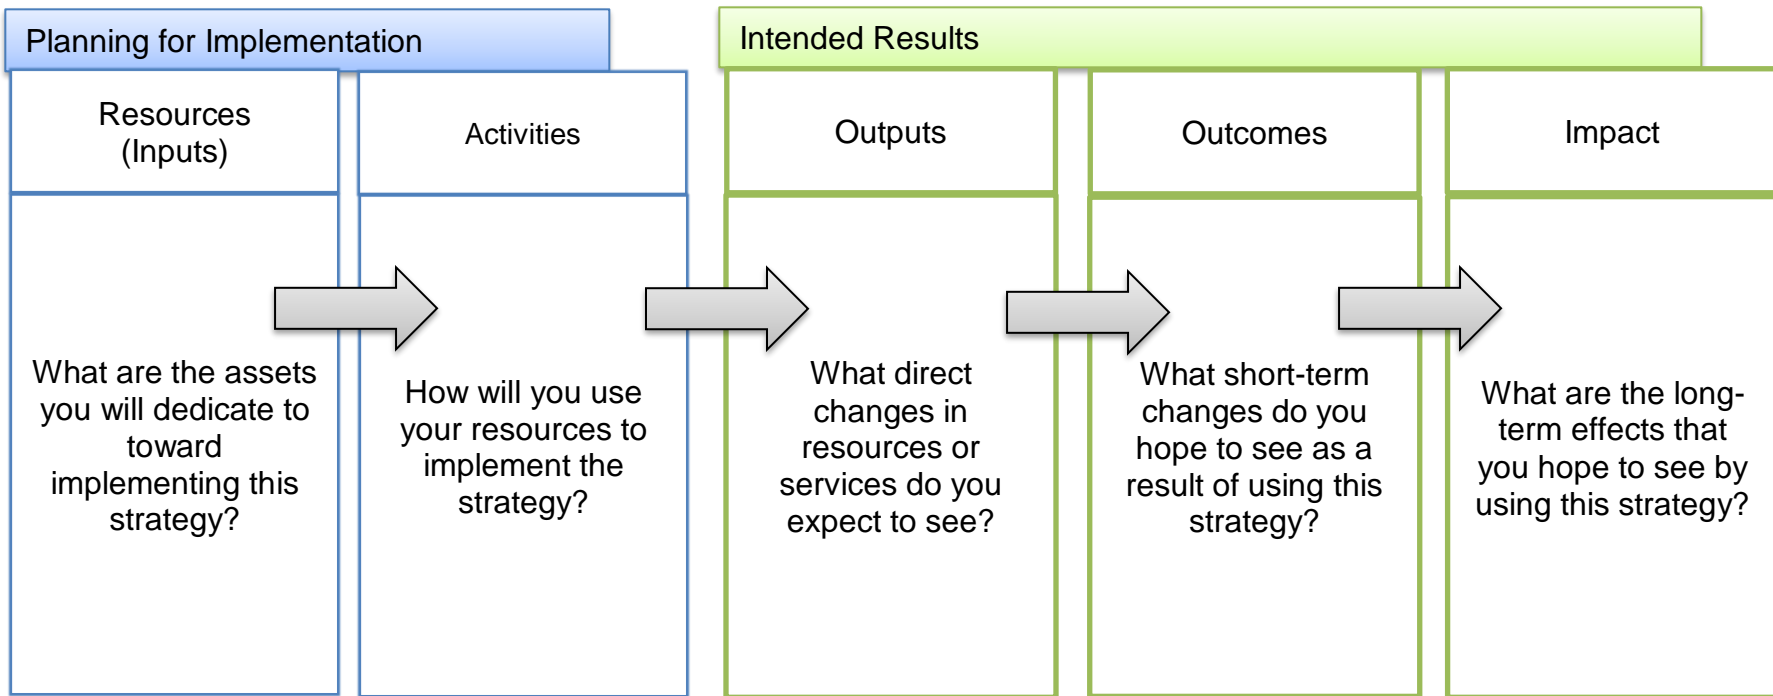 Planning for Implementation
Intended Results
Resources
(Inputs)
Activities
Outputs
Outcomes
Impact
What are the assets
you will dedicate to
toward
implementing this
strategy?
How will you use
your resources to
implement the
strategy?
What direct
changes in
resources or
services do you
expect to see?
What short-term
changes do you
hope to see as a
result of using this
strategy?
What are the long-
term effects that
you hope to see by
using this strategy?